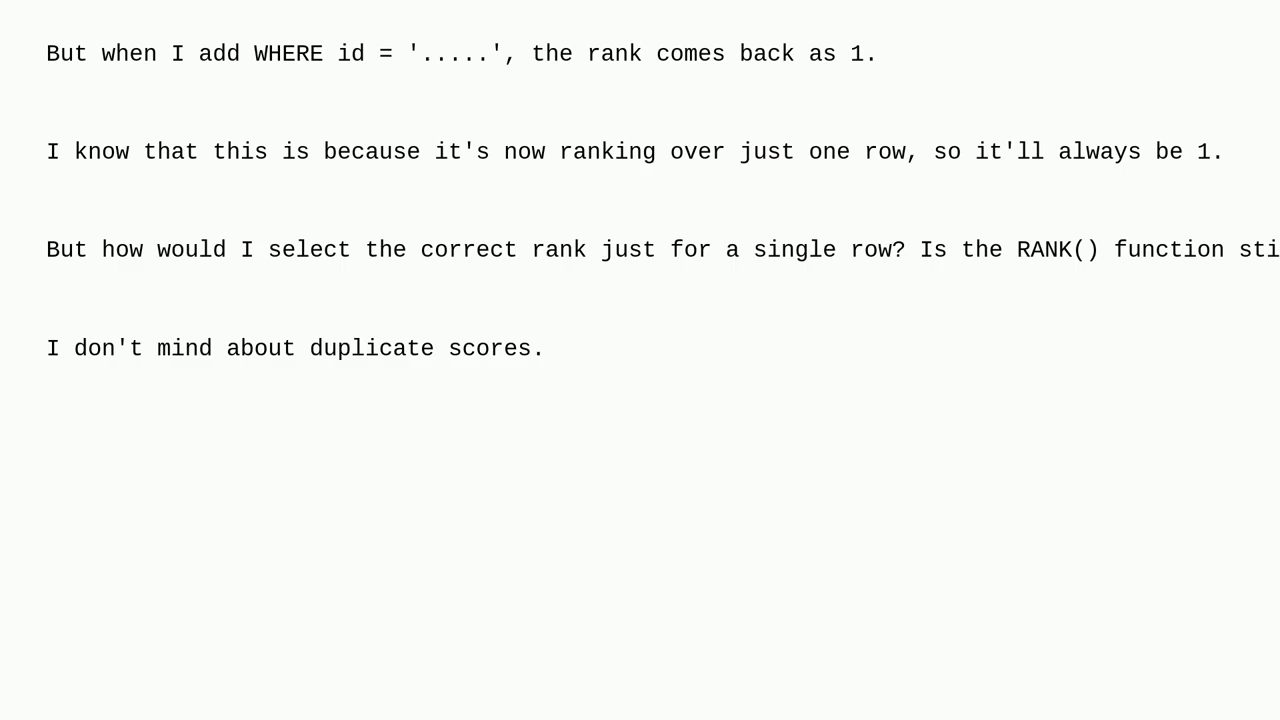 But when I add WHERE id = '.....', the rank comes back as 1.
I know that this is because it's now ranking over just one row, so it'll always be 1.
But how would I select the correct rank just for a single row? Is the RANK() function sti
I don't mind about duplicate scores.